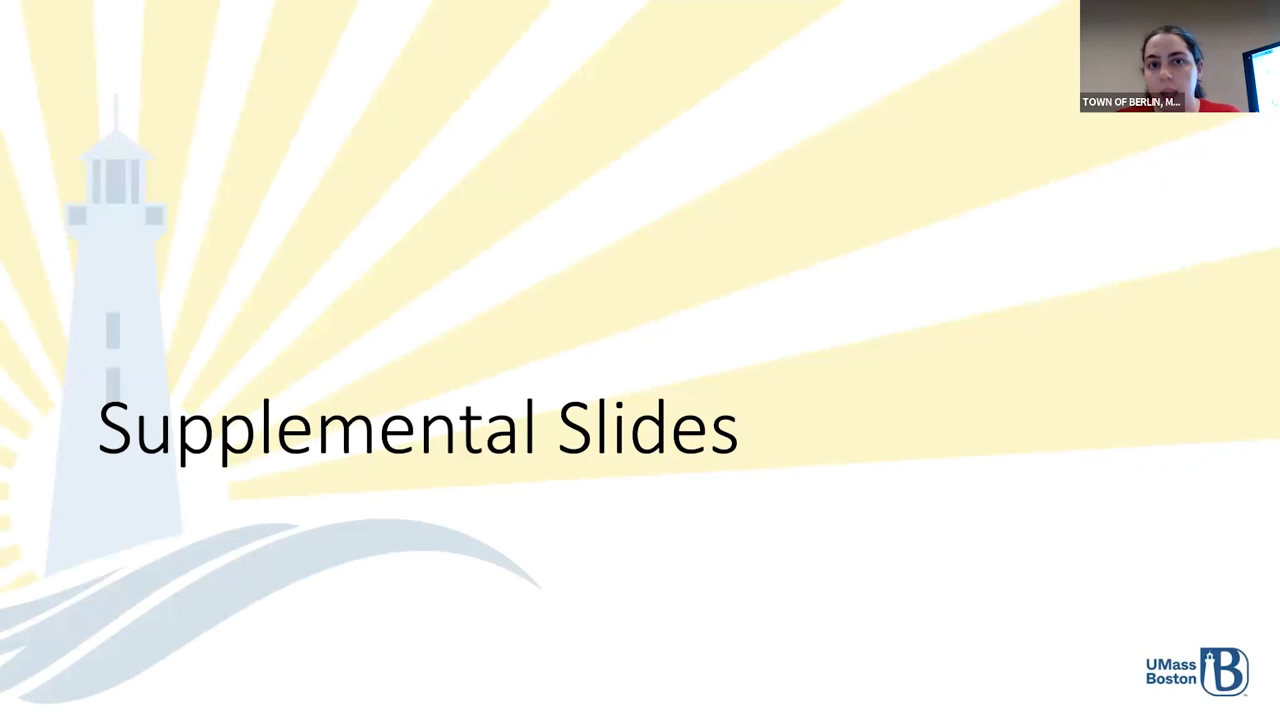 TOWN OF BERLIN, M...
Supplemental Slides
UMass
Boston
B